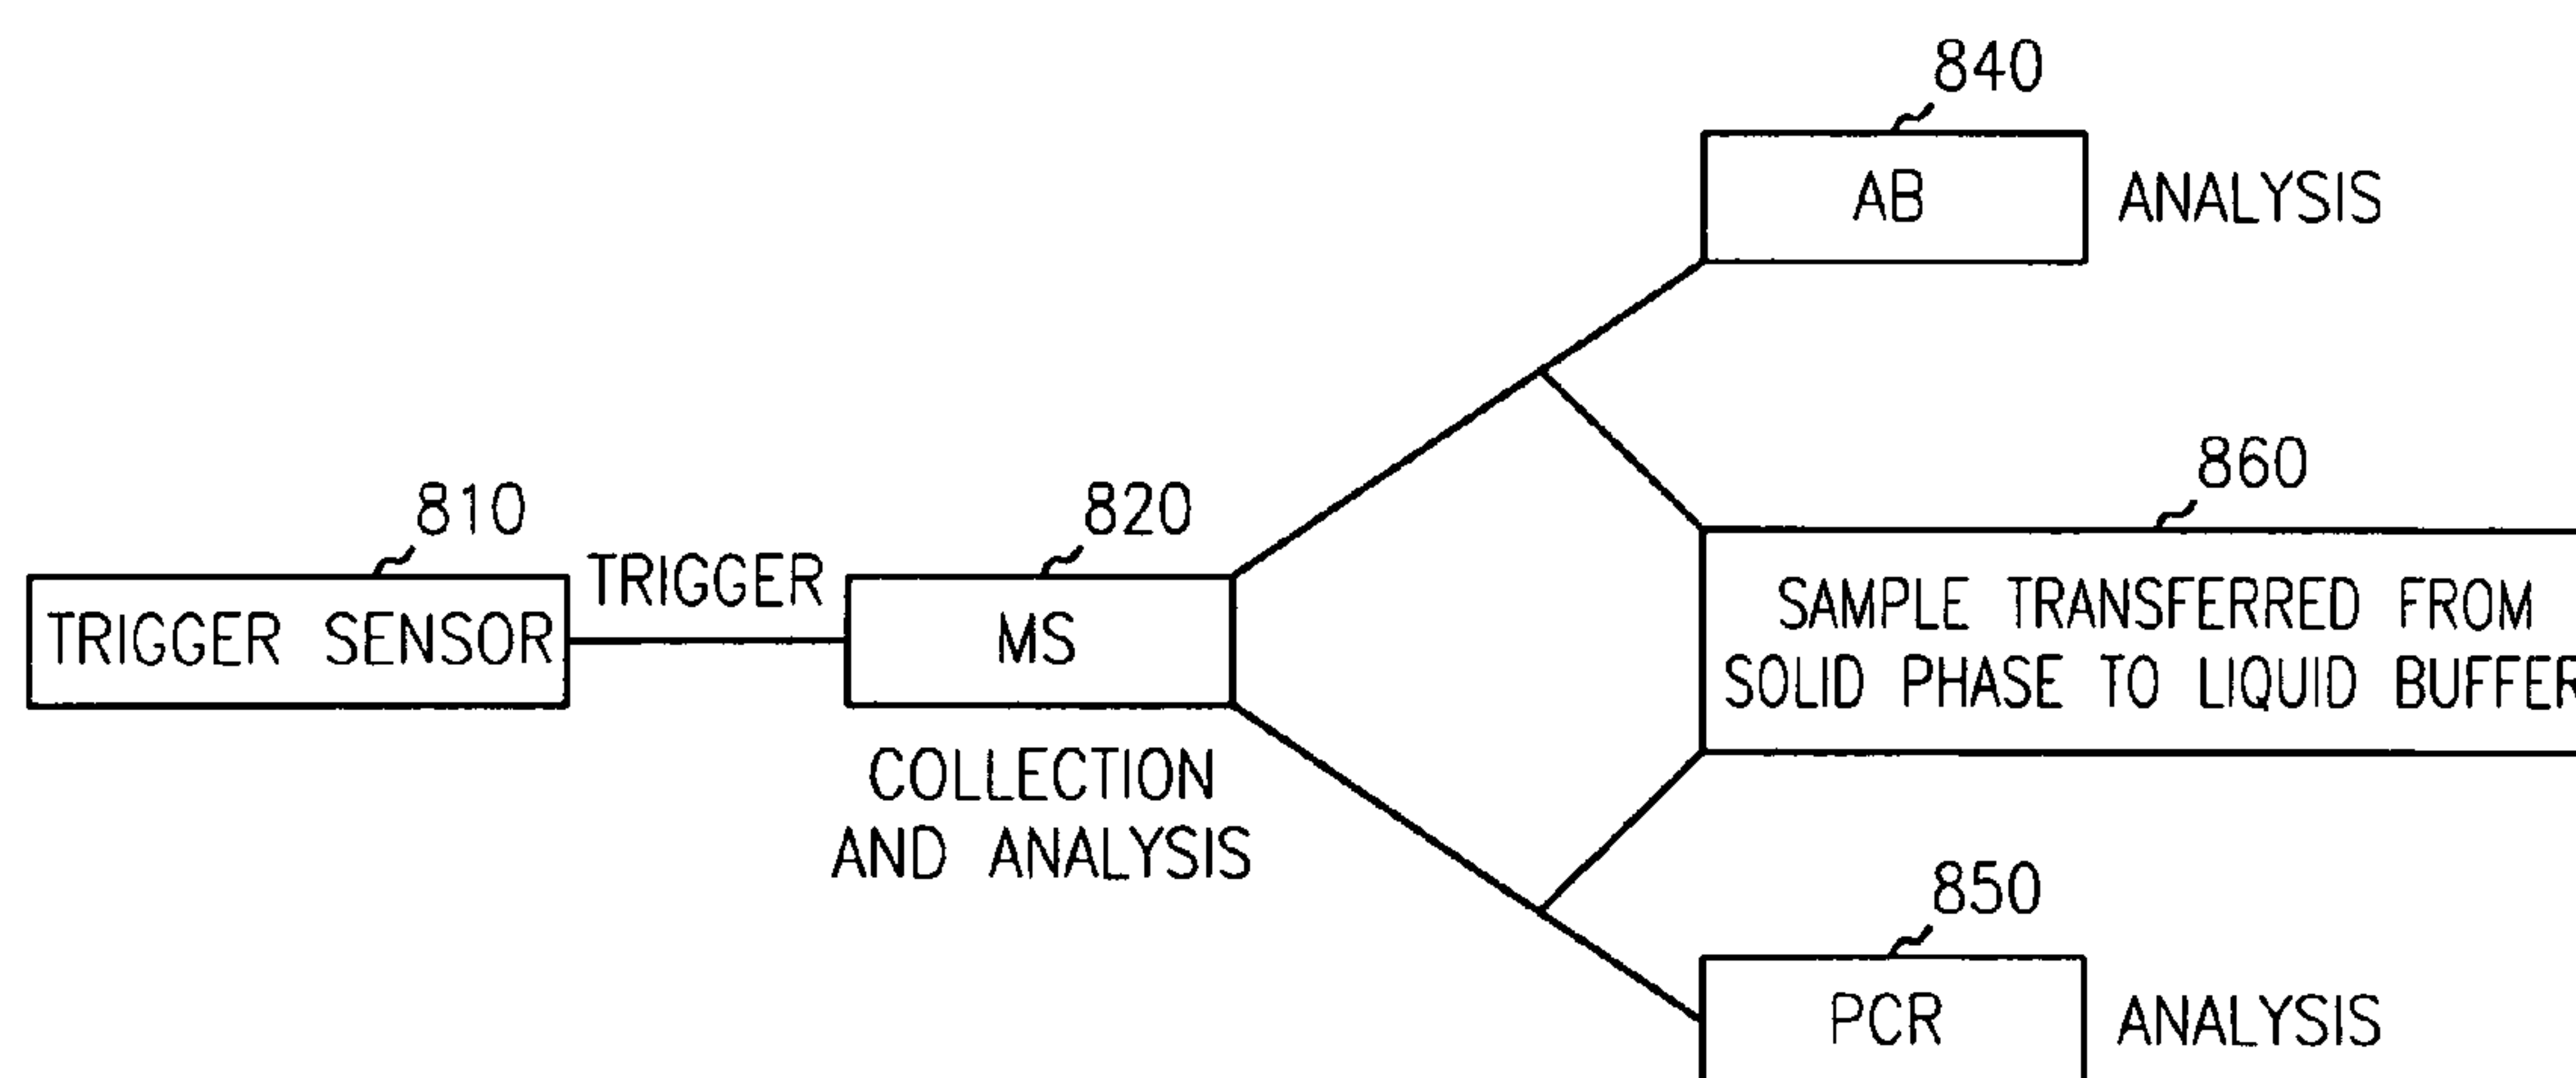 840
AB
ANALYSIS
860
810
820
TRIGGER
TRIGGER SENSOR
MS
SAMPLE TRANSFERRED FROM
SOLID PHASE TO LIQUID BUFFER
COLLECTION
AND ANALYSIS
850
PCR
ANALYSIS